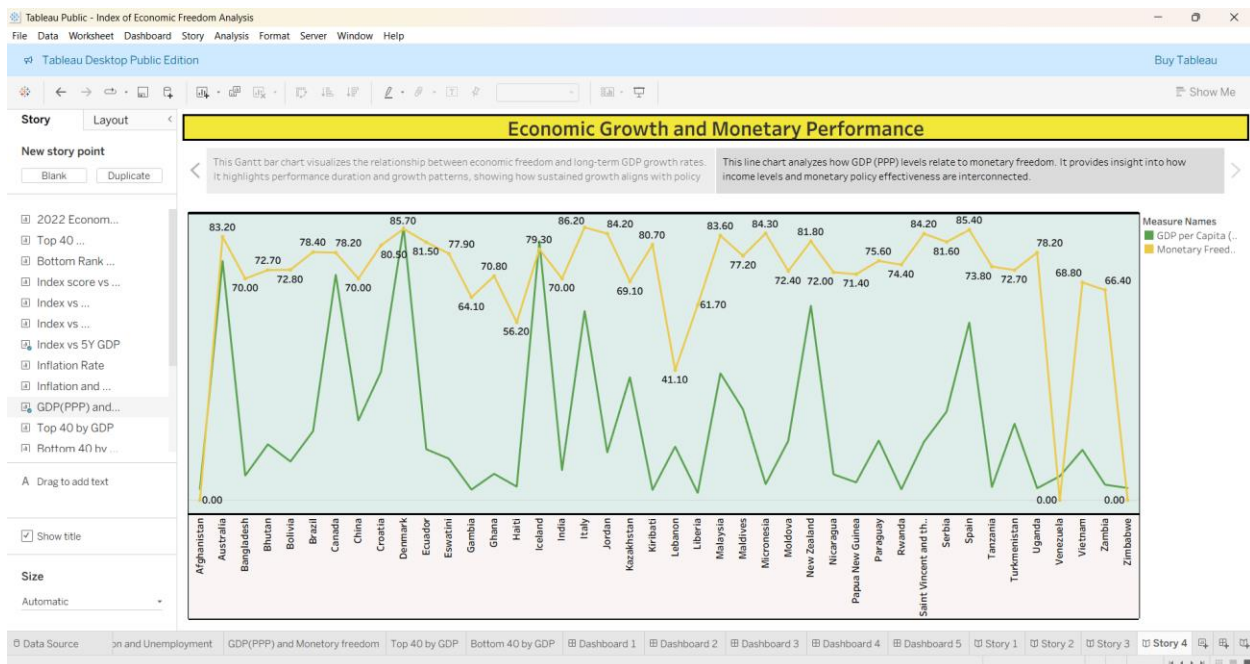 Tableau Public - Index of Economic Freedom Analysis
File Data Worksheet Dashboard Story Analysis Format Server Window Help
Tableau Desktop Public Edition
Buy Tableau
Show Me
Story
Layout
New story point
Blank
Duplicate
2022 Econom...
Top 40 ...
Bottom Rank ...
Index score vs ...
Index vs ...
Index vs ...
Index vs 5Y GDP
Inflation Rate
Inflation and ...
GDP(PPP) and...
Top 40 by GDP
Bottom 40 by ...
A Drag to add text
Show title
Size
Automatic
Economic Growth and Monetary Performance
This Gantt bar chart visualizes the relationship between economic freedom and long-term GDP growth rates.
It highlights performance duration and growth patterns, showing how sustained growth aligns with policy
This line chart analyzes how GDP (PPP) levels relate to monetary freedom. It provides insight into how
income levels and monetary policy effectiveness are interconnected.
0.00
83.20
70.00
72.70
72.80
78.40
78.20
70.00
80.50
85.70
81.50
77.90
64.10
70.80
56.20
79.30
70.00
86.20
84.20
69.10
80.70
41.10
61.70
83.60
77.20
84.30
72.40
81.80
72.00
71.40
75.60
74.40
84.20
81.60
85.40
73.80
72.70
78.20
0.00
68.80
66.40
0.00
Afghanistan
Australia
Bangladesh
Bhutan
Bolivia
Brazil
Canada
China
Croatia
Denmark
Ecuador
Eswatini
Gambia
Ghana
Haiti
Iceland
India
Italy
Jordan
Kazakhstan
Kiribati
Lebanon
Liberia
Malaysia
Maldives
Micronesia
Moldova
New Zealand
Nicaragua
Papua New Guinea
Paraguay
Rwanda
Saint Vincent and th..
Serbia
Spain
Tanzania
Turkmenistan
Uganda
Venezuela
Vietnam
Zambia
Zimbabwe
Measure Names
GDP per Capita (..
Monetary Freed..
Data Source
on and Unemployment
GDP(PPP) and Monetory freedom
Top 40 by GDP
Bottom 40 by GDP
Dashboard 1
Dashboard 2
Dashboard 3
Dashboard 4
Dashboard 5
Story 1
Story 2
Story 3
Story 4